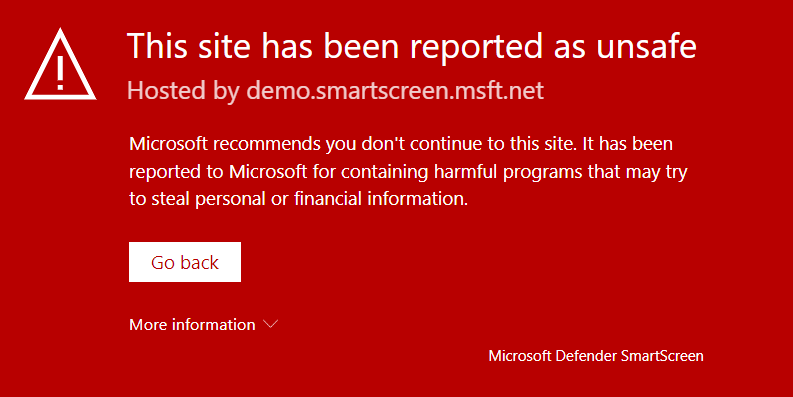 This site has been reported as unsafe
Hosted by demo.smartscreen.msft.net
Microsoft recommends you don't continue to this site. It has been
reported to Microsoft for containing harmful programs that may try
to steal personal or financial information.
Go back
More information
Microsoft Defender SmartScreen